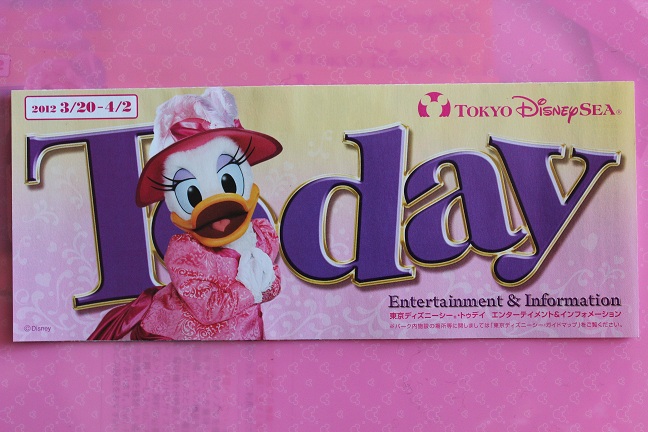 2012 3/20-4/2
TOKYO DISNEYSEA®
Today
Entertainment & Information
東京ディズニーシー®・トゥデイ エンターテイメント&インフォメーション
※パーク内施設の場所等に関しましては「東京ディズニーシー・ガイドマップ」をご覧ください。
©Disney